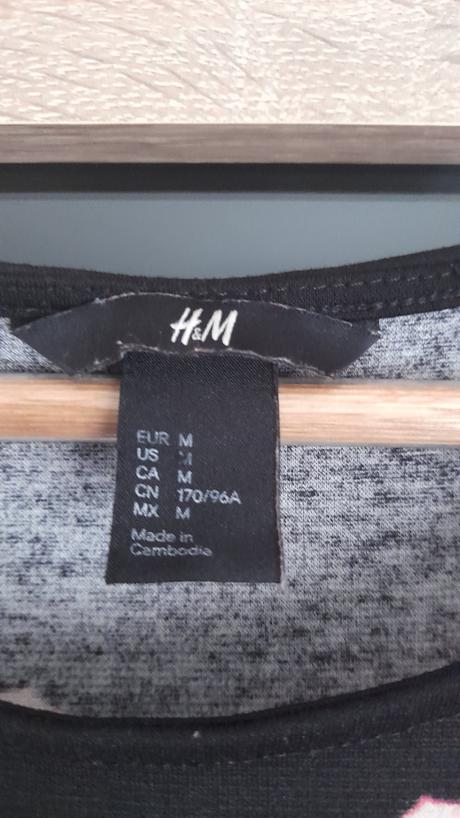 H&M
EUR M
US M
CA M
CN 170/96A
MX M
Made in
Cambodia